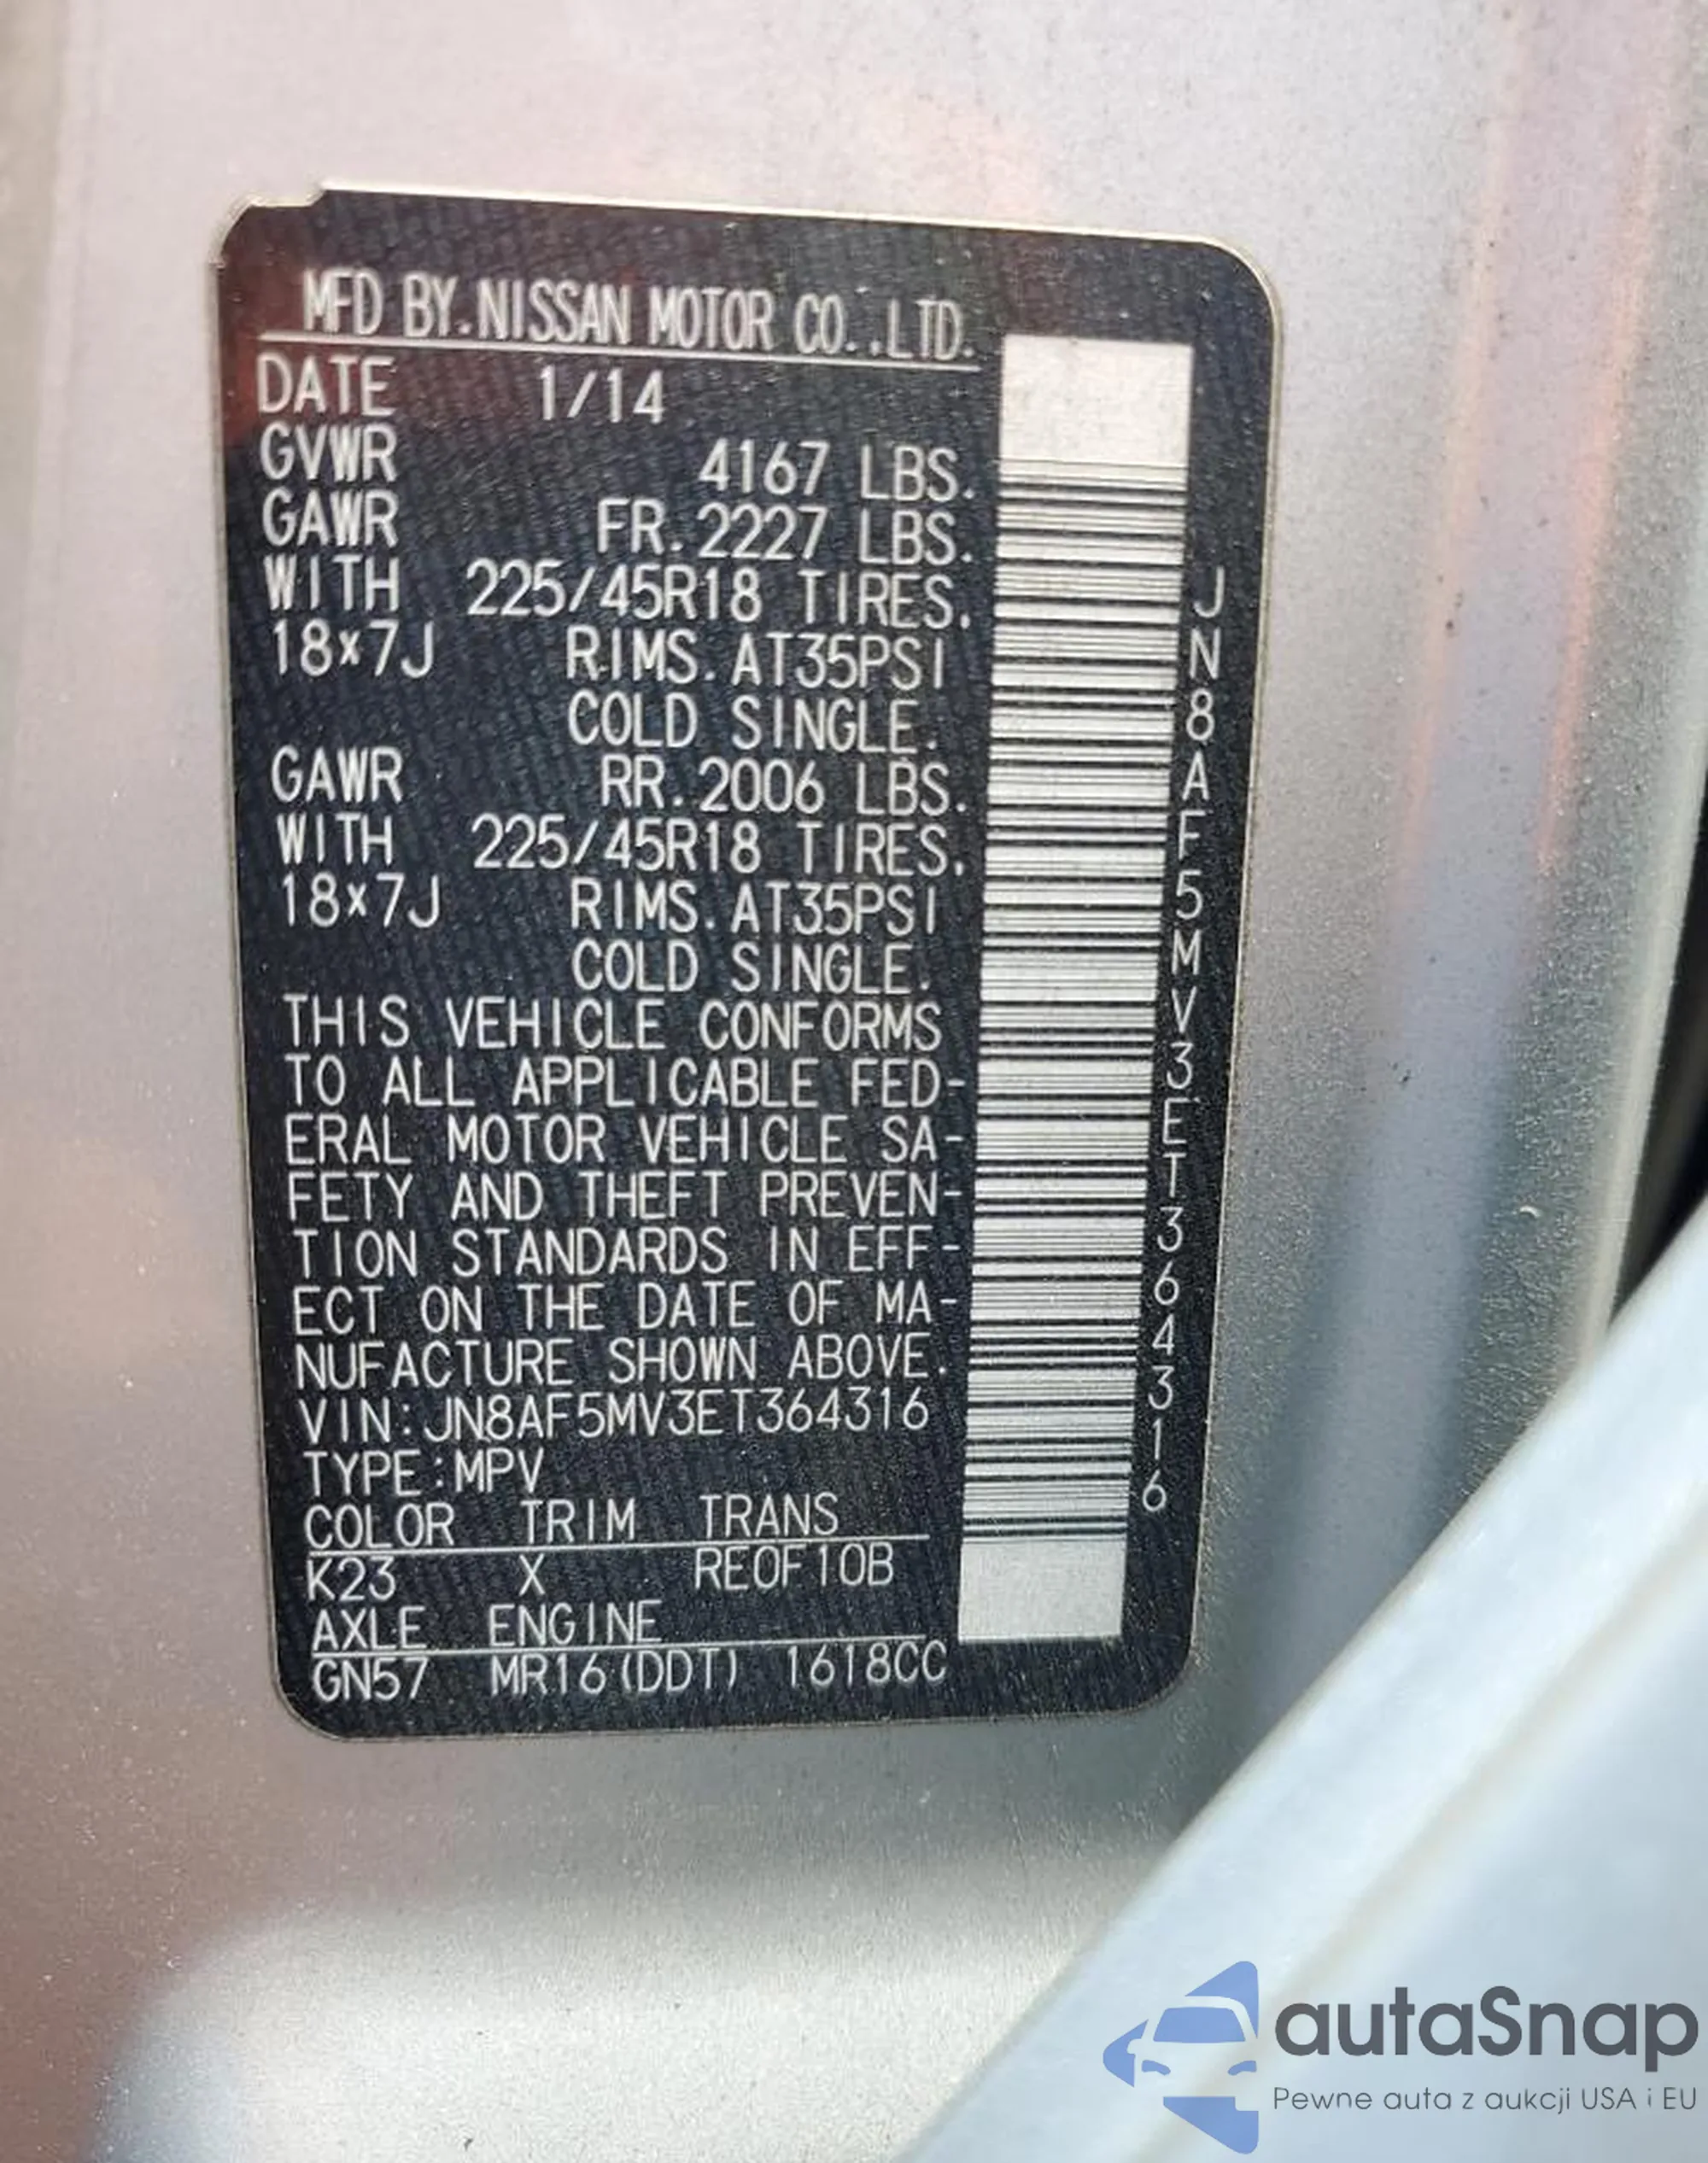 MFD BY.NISSAN MOTOR CO.,LTD.
DATE 1/14
GVWR 4167 LBS.
GAWR FR.2227 LBS.
WITH 225/45R18 TIRES.
18×7J RIMS.AT35PSI
COLD SINGLE.
GAWR RR.2006 LBS.
WITH 225/45R18 TIRES.
18×7J RIMS.AT35PSI
COLD SINGLE.
THIS VEHICLE CONFORMS
TO ALL APPLICABLE FED-
ERAL MOTOR VEHICLE SA-
FETY AND THEFT PREVEN-
TION STANDARDS IN EFF-
ECT ON THE DATE OF MA-
NUFACTURE SHOWN ABOVE.
VIN:JN8AF5MV3ET364316
TYPE:MPV
COLOR TRIM TRANS
K23 X RE0F10B
AXLE ENGINE
GN57 MR16(DDT) 1618CC
JN8AF5MV3ET364316
autaSnap
Pewne auta z aukcji USA i EU